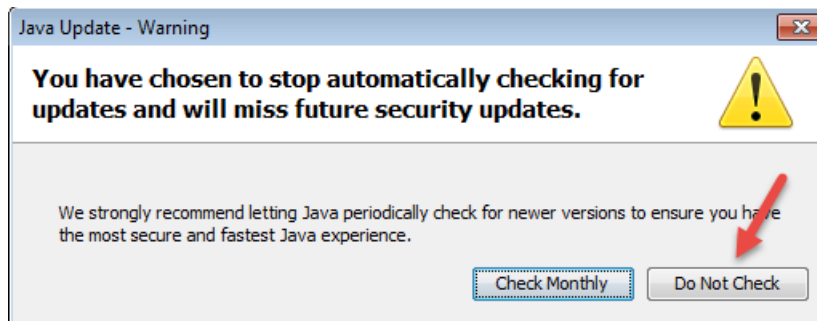 Java Update - Warning
You have chosen to stop automatically checking for
updates and will miss future security updates.
We strongly recommend letting Java periodically check for newer versions to ensure you have
the most secure and fastest Java experience.
Check Monthly
Do Not Check